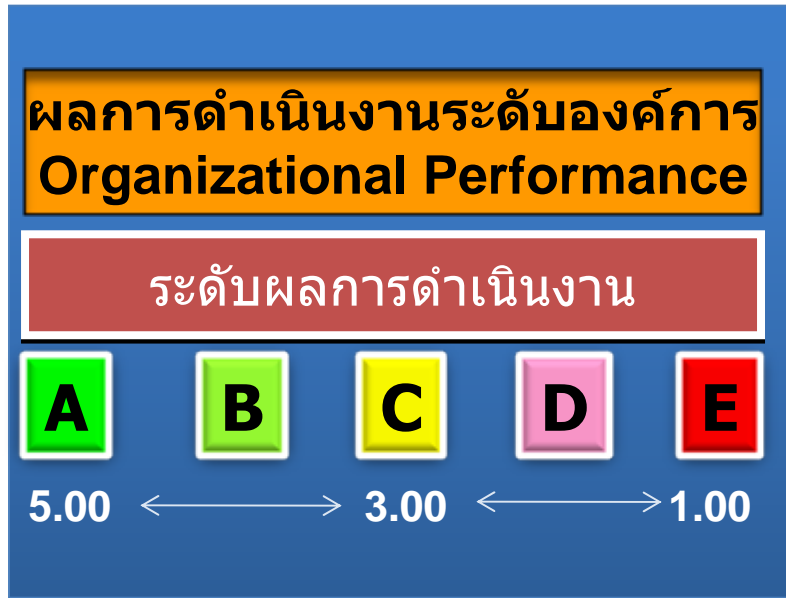 ผลการดำเนินงานระดับองค์การ
Organizational Performance
ระดับผลการดำเนินงาน
A B C D E
5.00 3.00 1.00